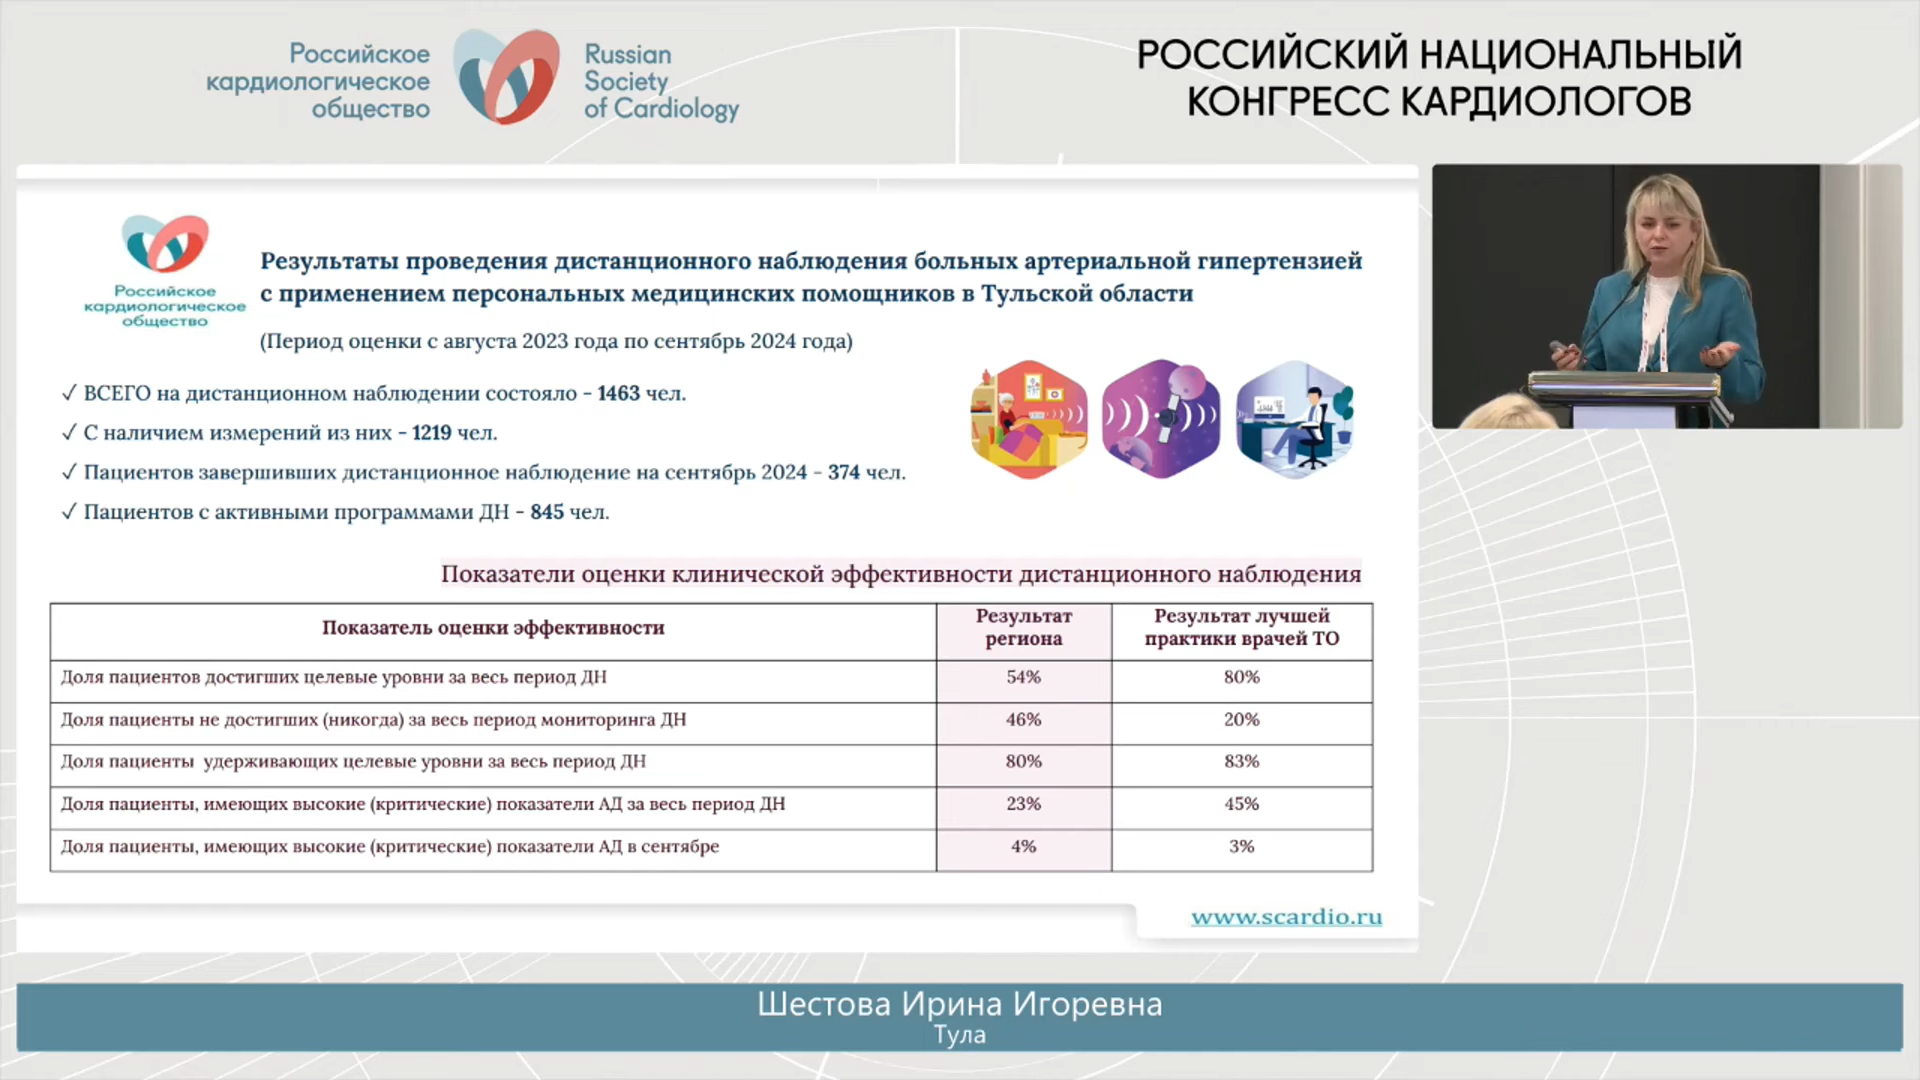 Российское
кардиологическое
общество
Russian
Society
of Cardiology
РОССИЙСКИЙ НАЦИОНАЛЬНЫЙ
КОНГРЕСС КАРДИОЛОГОВ
Российское
кардиологическое
общество
Результаты проведения дистанционного наблюдения больных артериальной гипертензией
с применением персональных медицинских помощников в Тульской области
(Период оценки с августа 2023 года по сентябрь 2024 года)
✓ ВСЕГО на дистанционном наблюдении состояло - 1463 чел.
✓ С наличием измерений из них - 1219 чел.
✓ Пациентов завершивших дистанционное наблюдение на сентябрь 2024 - 374 чел.
✓ Пациентов с активными программами ДН - 845 чел.
Показатели оценки клинической эффективности дистанционного наблюдения
Показатель оценки эффективности
Результат
региона
Результат лучшей
практики врачей ТО
Доля пациентов достигших целевые уровни за весь период ДН 54% 80%
Доля пациенты не достигших (никогда) за весь период мониторинга ДН 46% 20%
Доля пациенты удерживающих целевые уровни за весь период ДН 80% 83%
Доля пациенты, имеющих высокие (критические) показатели АД за весь период ДН 23% 45%
Доля пациенты, имеющих высокие (критические) показатели АД в сентябре 4% 3%
www.scardio.ru
Шестова Ирина Игоревна
Тула